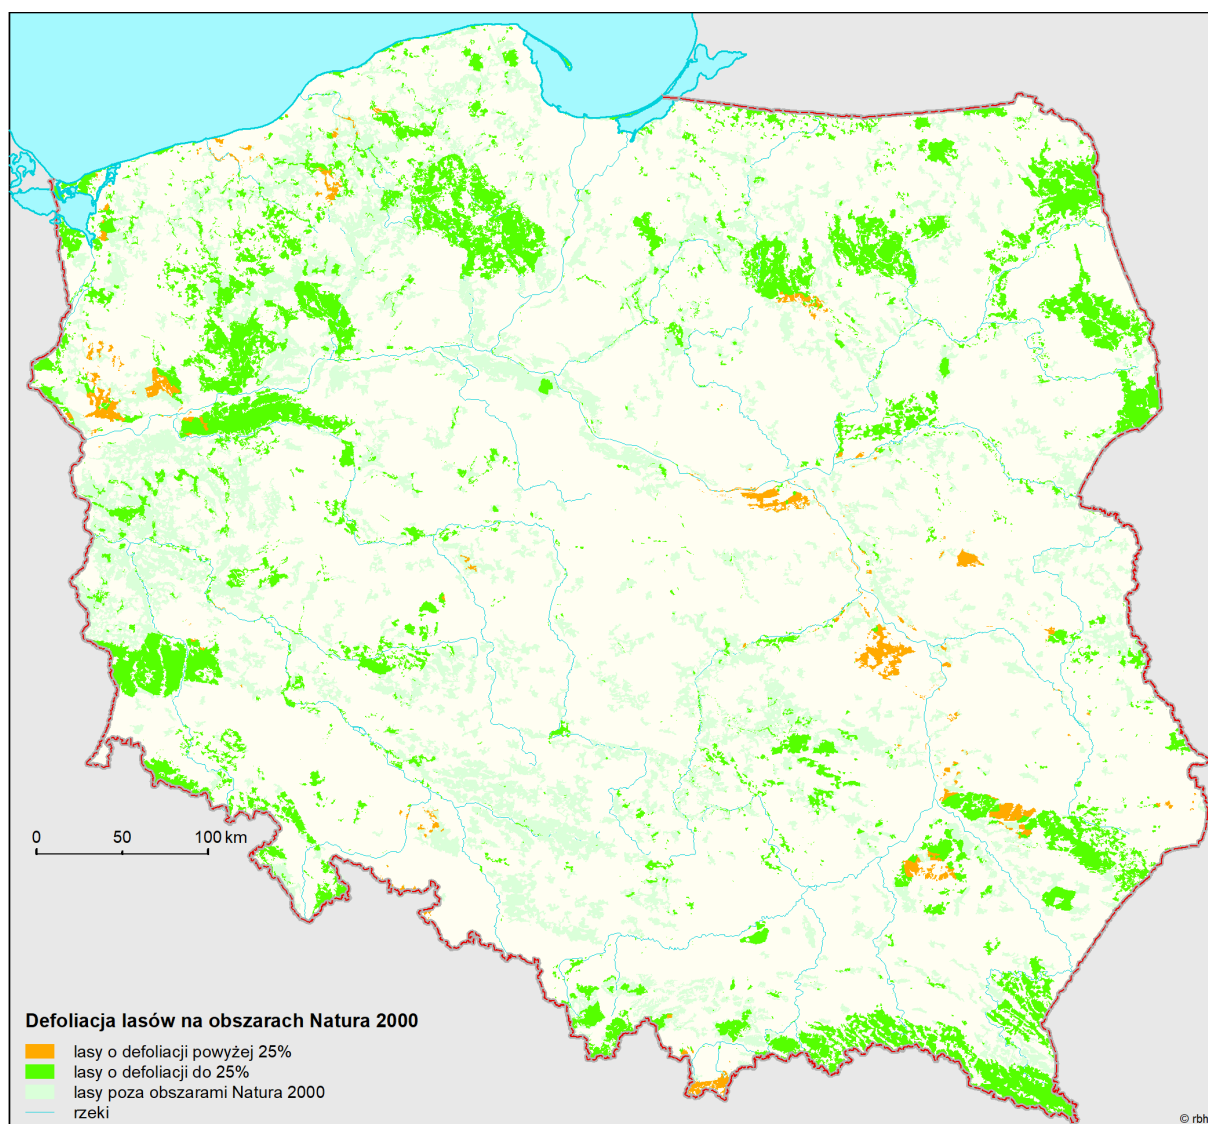 0 50 100 km
Defoliacja lasów na obszarach Natura 2000
lasy o defoliacji powyżej 25%
lasy o defoliacji do 25%
lasy poza obszarami Natura 2000
rzeki
© rbh